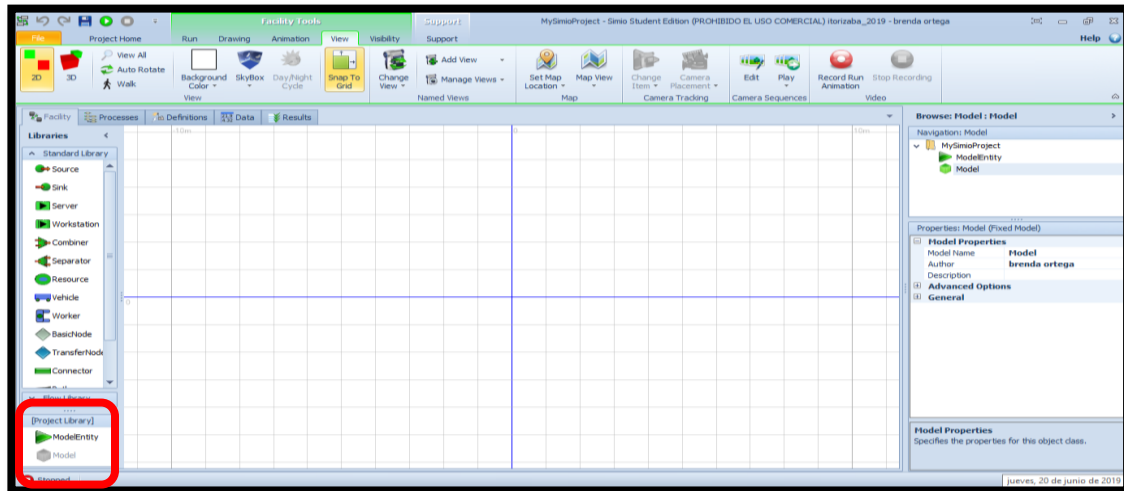 Facility Tools Support MySimioProject - Simio Student Edition (PROHIBIDO EL USO COMERCIAL) itorizaba_2019 - brenda ortega
File Project Home Run Drawing Animation View Visibility Support Help
2D 3D View All Auto Rotate Walk
Background Color SkyBox Day/Night Cycle Snap To Grid Change View Add View Manage Views Set Map Location Map View Change Item Camera Placement Edit Play Record Run Animation Stop Recording
View Named Views Map Camera Tracking Camera Sequences Video
Facility Processes Definitions Data Results
Libraries
Standard Library
Source
Sink
Server
Workstation
Combiner
Separator
Resource
Vehicle
Worker
BasicNode
TransferNode
Connector
Flow Library
[Project Library]
ModelEntity
Model
Stopped
-10m 0 10m
0
Browse: Model : Model
Navigation: Model
MySimioProject
ModelEntity
Model
Properties: Model (Fixed Model)
Model Properties
Model Name Model
Author brenda ortega
Description
Advanced Options
General
Model Properties
Specifies the properties for this object class.
jueves, 20 de junio de 2019